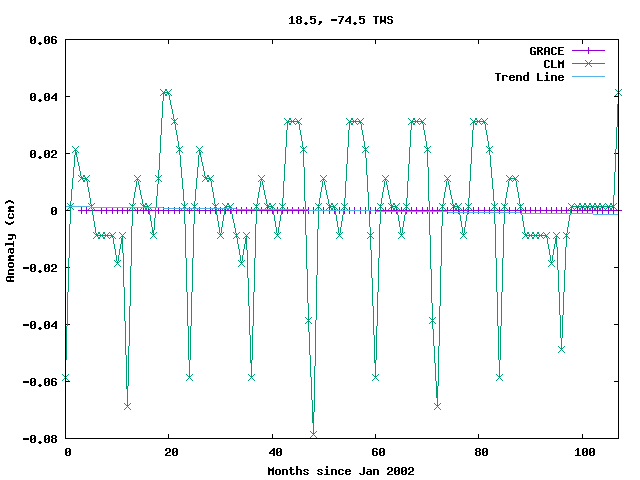 18.5, -74.5 TWS
GRACE
CLM
Trend Line
0.06
0.04
0.02
0
-0.02
-0.04
-0.06
-0.08
Anomaly (cm)
0 20 40 60 80 100
Months since Jan 2002